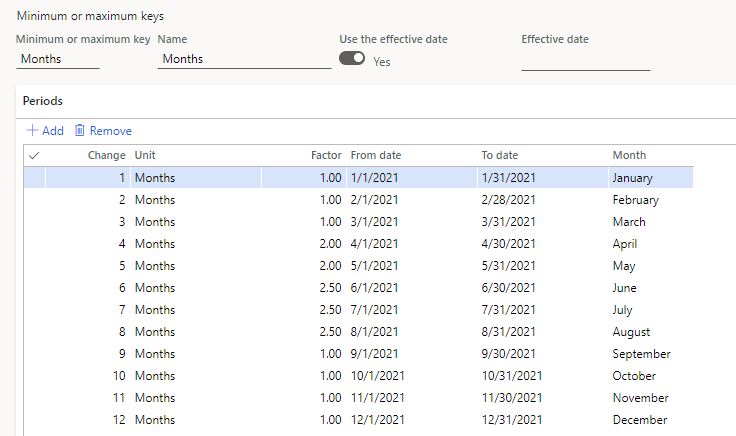 Minimum or maximum keys
Minimum or maximum key Name Use the effective date Effective date
Months Months Yes
Periods
Add Remove
Change Unit Factor From date To date Month
1 Months 1.00 1/1/2021 1/31/2021 January
2 Months 1.00 2/1/2021 2/28/2021 February
3 Months 1.00 3/1/2021 3/31/2021 March
4 Months 2.00 4/1/2021 4/30/2021 April
5 Months 2.00 5/1/2021 5/31/2021 May
6 Months 2.50 6/1/2021 6/30/2021 June
7 Months 2.50 7/1/2021 7/31/2021 July
8 Months 2.50 8/1/2021 8/31/2021 August
9 Months 1.00 9/1/2021 9/30/2021 September
10 Months 1.00 10/1/2021 10/31/2021 October
11 Months 1.00 11/1/2021 11/30/2021 November
12 Months 1.00 12/1/2021 12/31/2021 December